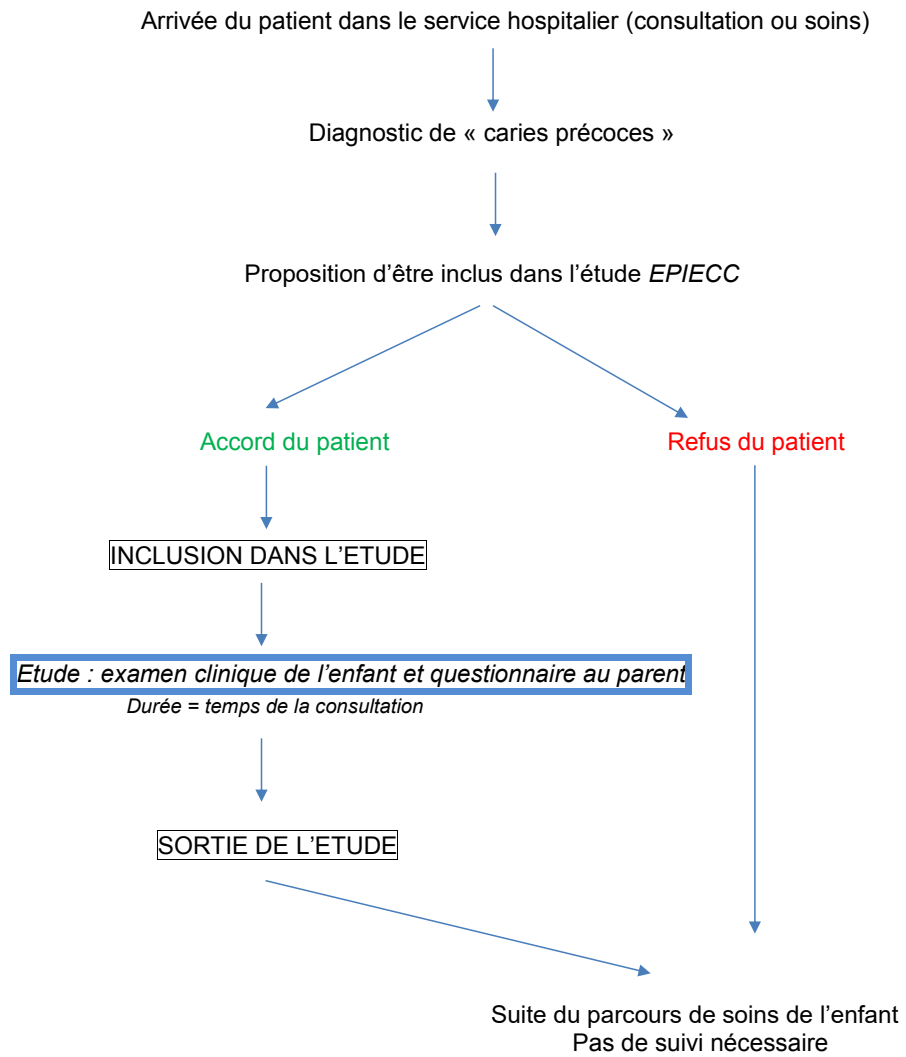 Arrivée du patient dans le service hospitalier (consultation ou soins)
Diagnostic de « caries précoces »
Proposition d’être inclus dans l’étude EPIECC
Accord du patient
Refus du patient
INCLUSION DANS L’ETUDE
Etude : examen clinique de l’enfant et questionnaire au parent
Durée = temps de la consultation
SORTIE DE L’ETUDE
Suite du parcours de soins de l’enfant
Pas de suivi nécessaire